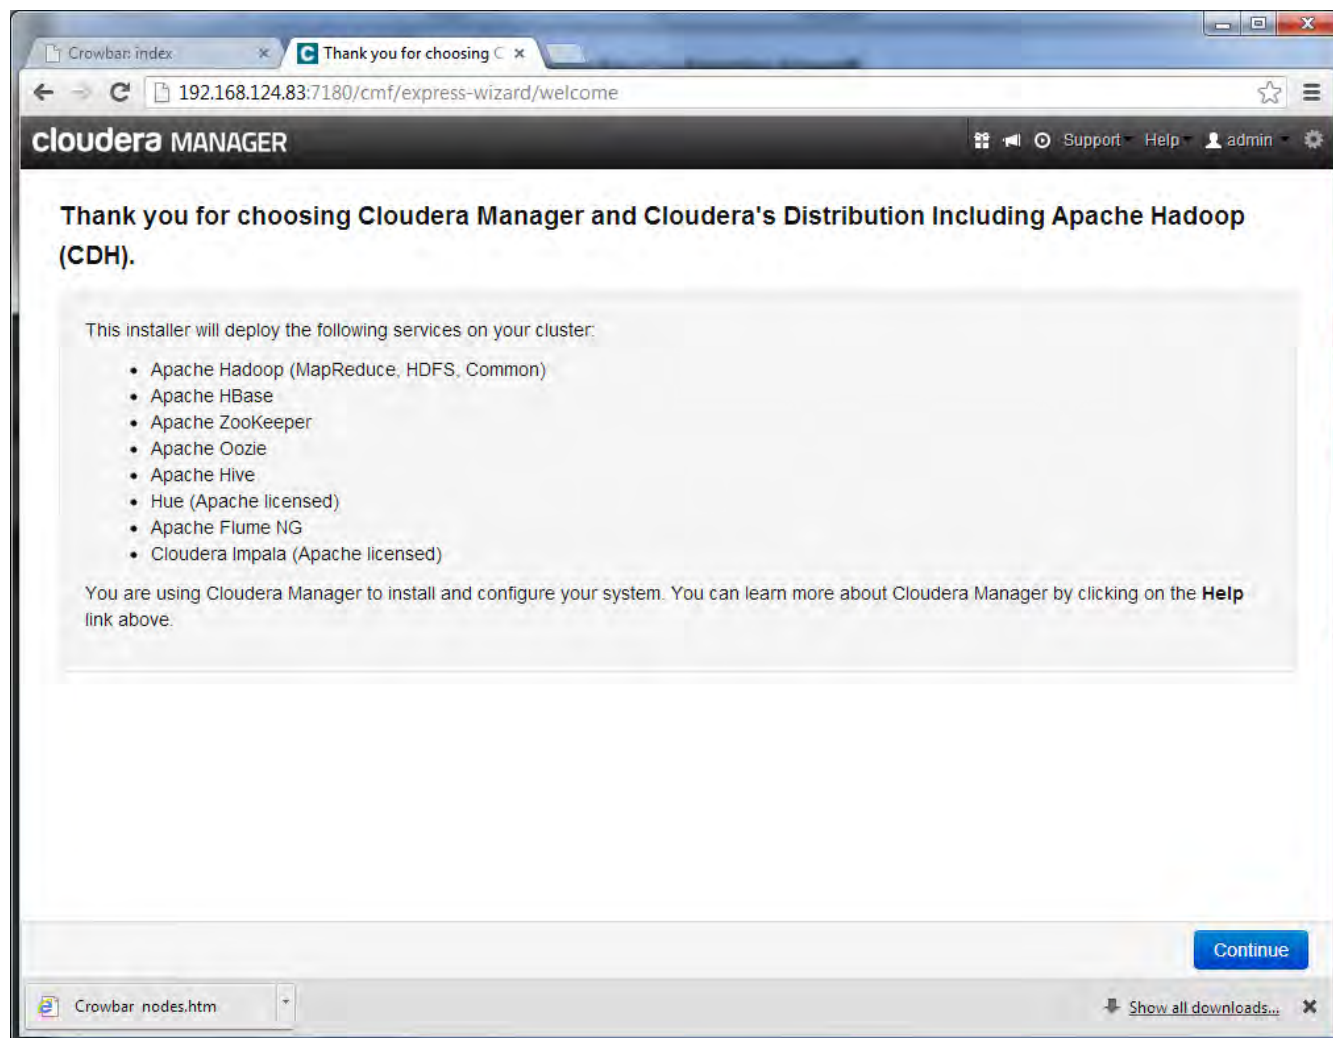 Crowbar: index
Thank you for choosing C
192.168.124.83:7180/cmf/express-wizard/welcome
cloudera MANAGER
Support
Help
admin
Thank you for choosing Cloudera Manager and Cloudera's Distribution Including Apache Hadoop
(CDH).
This installer will deploy the following services on your cluster:
• Apache Hadoop (MapReduce, HDFS, Common)
• Apache HBase
• Apache ZooKeeper
• Apache Oozie
• Apache Hive
• Hue (Apache licensed)
• Apache Flume NG
• Cloudera Impala (Apache licensed)
You are using Cloudera Manager to install and configure your system. You can learn more about Cloudera Manager by clicking on the Help
link above.
Continue
Crowbar nodes.htm
Show all downloads...